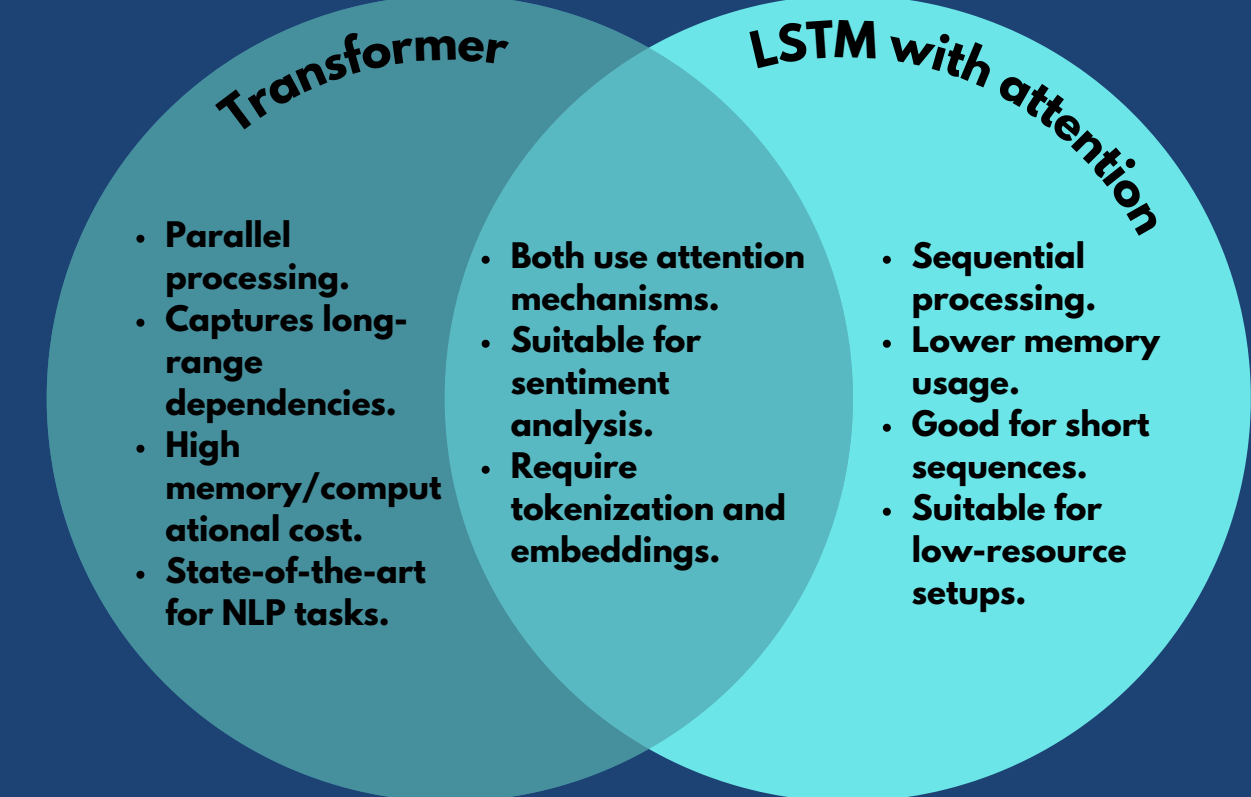 Transformer
• Parallel
processing.
• Captures long-
range
dependencies.
• High
memory/comput
ational cost.
• State-of-the-art
for NLP tasks.
• Both use attention
mechanisms.
• Suitable for
sentiment
analysis.
• Require
tokenization and
embeddings.
LSTM with attention
• Sequential
processing.
• Lower memory
usage.
• Good for short
sequences.
• Suitable for
low-resource
setups.